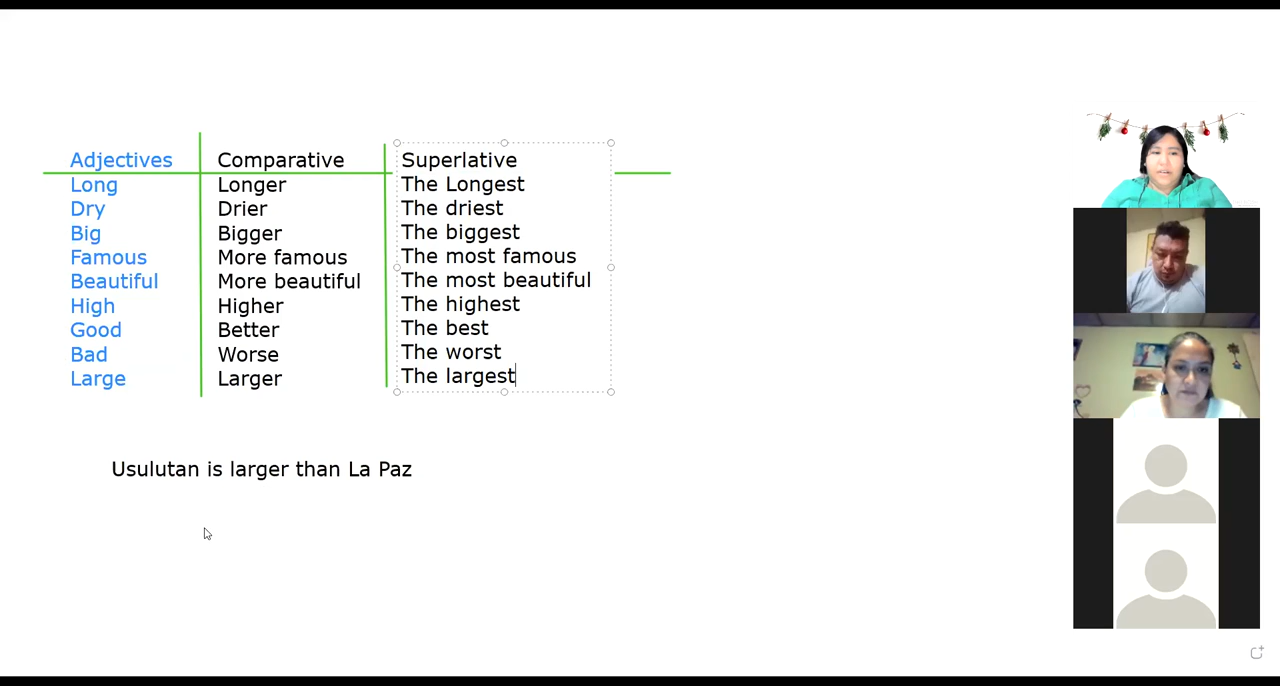 Adjectives Comparative Superlative
Long Longer The Longest
Dry Drier The driest
Big Bigger The biggest
Famous More famous The most famous
Beautiful More beautiful The most beautiful
High Higher The highest
Good Better The best
Bad Worse The worst
Large Larger The largest
Usulutan is larger than La Paz